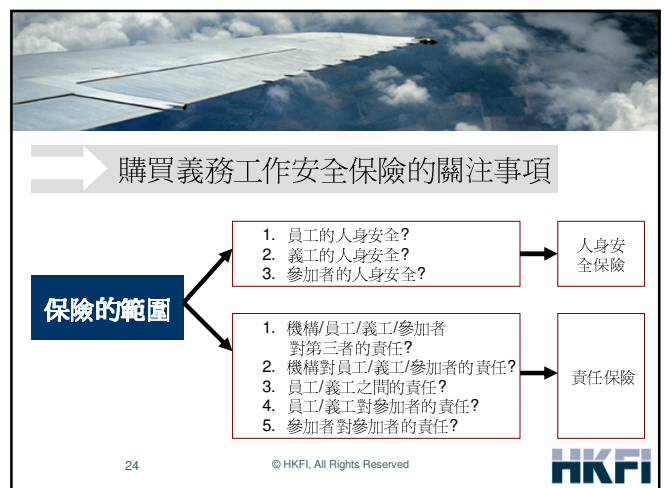 購買義務工作安全保險的關注事項
保險的範圍
1. 員工的人身安全?
2. 義工的人身安全?
3. 參加者的人身安全?
人身安
全保險
1. 機構/員工/義工/參加者
對第三者的責任?
2. 機構對員工/義工/參加者的責任?
3. 員工/義工之間的責任?
4. 員工/義工對參加者的責任?
5. 參加者對參加者的責任?
責任保險
24
© HKFI, All Rights Reserved
HKFI